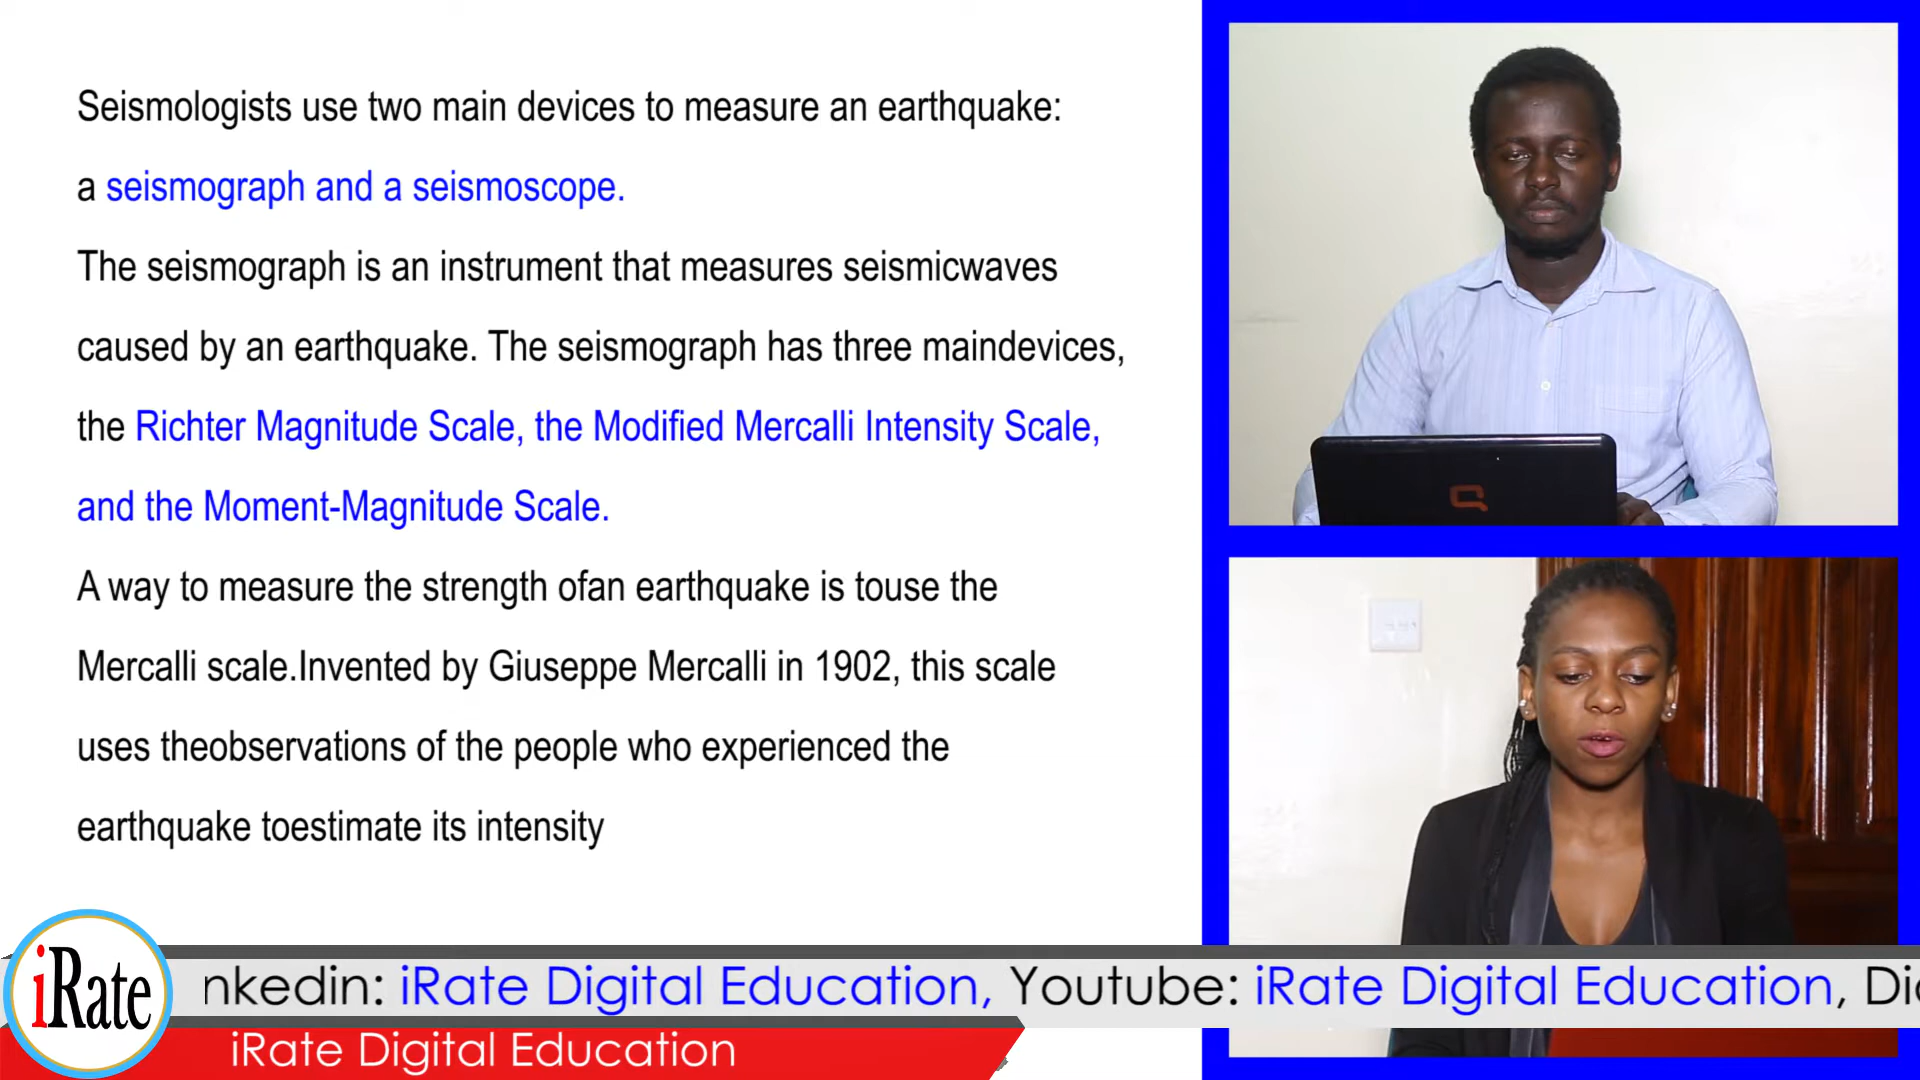 Seismologists use two main devices to measure an earthquake:
a seismograph and a seismoscope.
The seismograph is an instrument that measures seismicwaves
caused by an earthquake. The seismograph has three maindevices,
the Richter Magnitude Scale, the Modified Mercalli Intensity Scale,
and the Moment-Magnitude Scale.
A way to measure the strength ofan earthquake is touse the
Mercalli scale.Invented by Giuseppe Mercalli in 1902, this scale
uses theobservations of the people who experienced the
earthquake toestimate its intensity
iRate
nkedin: iRate Digital Education, Youtube: iRate Digital Education,
iRate Digital Education